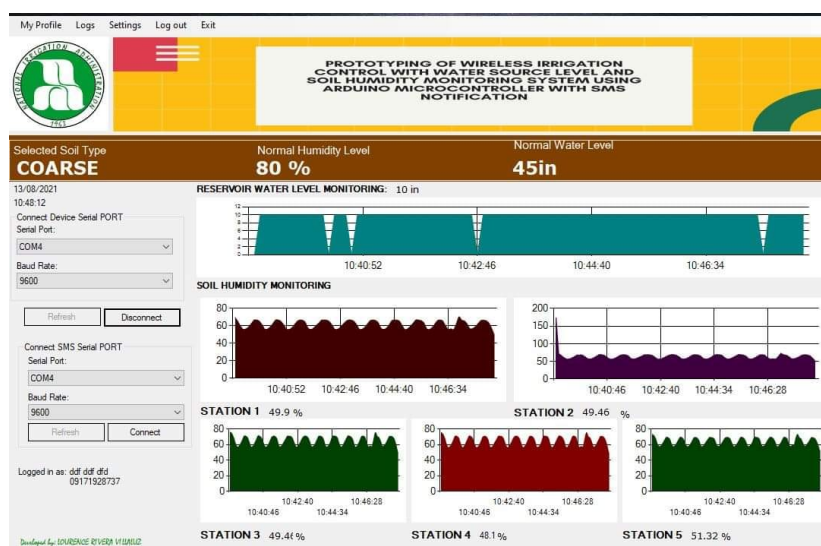 My Profile Logs Settings Log out Exit
NATIONAL IRRIGATION ADMINISTRATION
1963
PROTOTYPING OF WIRELESS IRRIGATION
CONTROL WITH WATER SOURCE LEVEL AND
SOIL HUMIDITY MONITORING SYSTEM USING
ARDUINO MICROCONTROLLER WITH SMS
NOTIFICATION
Selected Soil Type
COARSE
Normal Humidity Level
80 %
Normal Water Level
45in
13/08/2021
10:48:12
Connect Device Serial PORT
Serial Port:
COM4
Baud Rate:
9600
Refresh Disconnect
Connect SMS Serial PORT
Serial Port:
COM4
Baud Rate:
9600
Refresh Connect
Logged in as: ddf ddf dfd
09171928737
Developed by: LOURENCE RIVERA VILLALUZ
RESERVOIR WATER LEVEL MONITORING: 10 in
12
10
8
6
4
2
0
10:40:52 10:42:46 10:44:40 10:46:34
SOIL HUMIDITY MONITORING
80
60
40
20
0
10:40:52 10:42:46 10:44:40 10:46:34
STATION 1 49.9 %
200
150
100
50
0
10:40:46 10:42:40 10:44:34 10:46:28
STATION 2 49.46 %
80
60
40
20
0
10:42:40 10:46:28
10:40:46 10:44:34
STATION 3 49.46 %
80
60
40
20
0
10:42:40 10:46:28
10:40:46 10:44:34
STATION 4 48.1 %
80
60
40
20
0
10:42:40 10:46:28
10:40:46 10:44:34
STATION 5 51.32 %